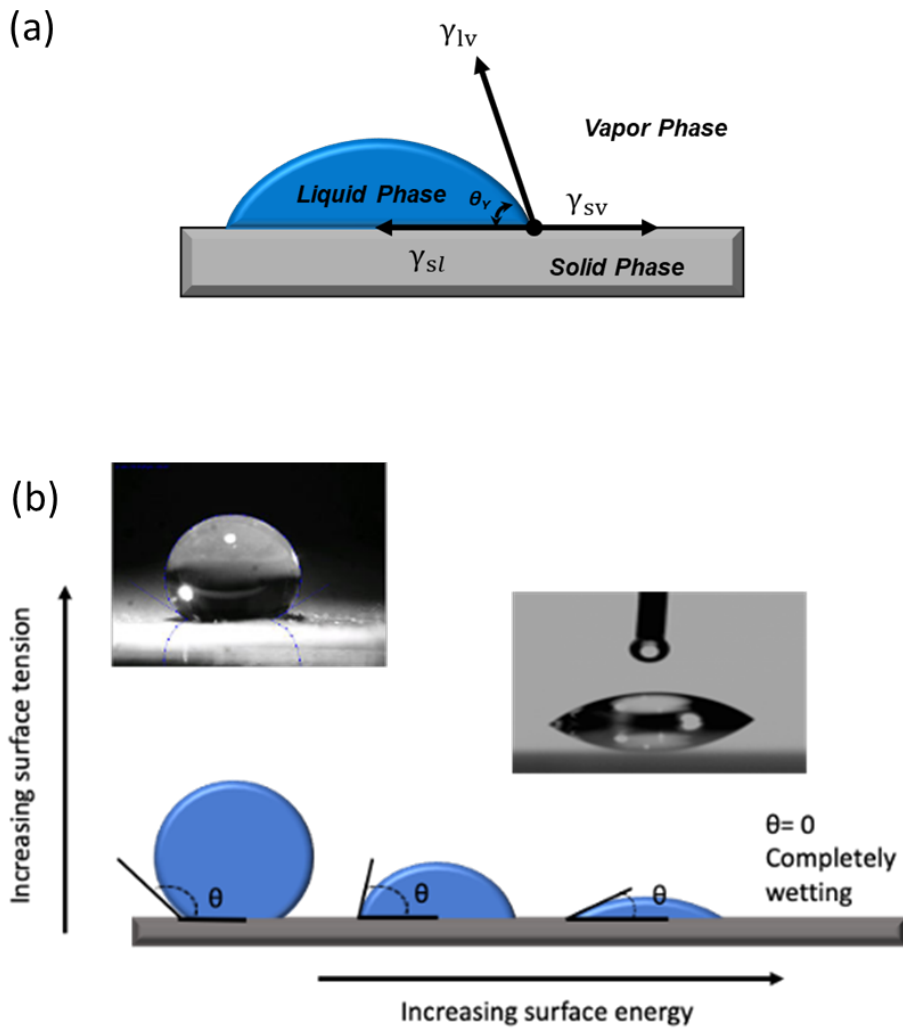 (a)
γlv
Vapor Phase
Liquid Phase
θY
γsv
γsl
Solid Phase
(b)
Increasing surface tension
θ
θ
θ
θ= 0
Completely
wetting
Increasing surface energy